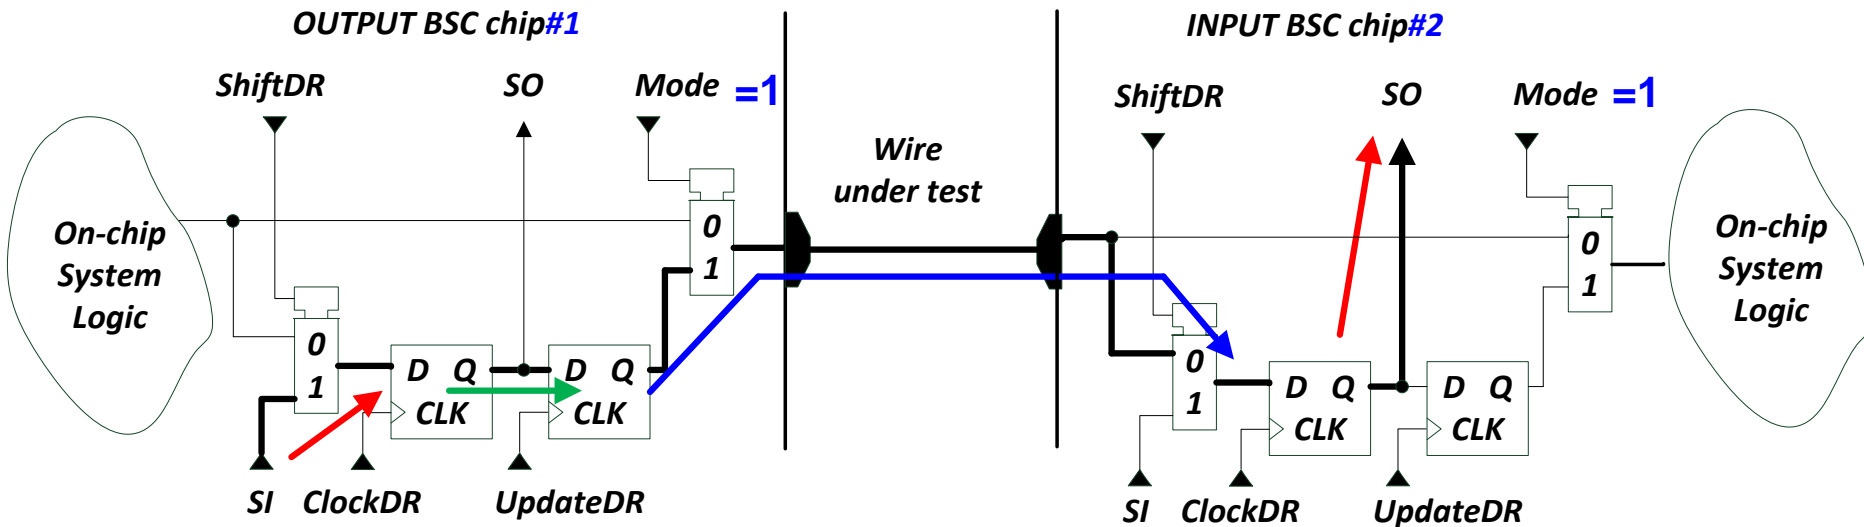 OUTPUT BSC chip#1
INPUT BSC chip#2
ShiftDR
SO
Mode =1
ShiftDR
SO
Mode =1
Wire
under test
On-chip
System
Logic
0
1
0
1
D Q
CLK
D Q
CLK
SI
ClockDR
UpdateDR
0
1
0
1
D Q
CLK
D Q
CLK
On-chip
System
Logic
SI
ClockDR
UpdateDR